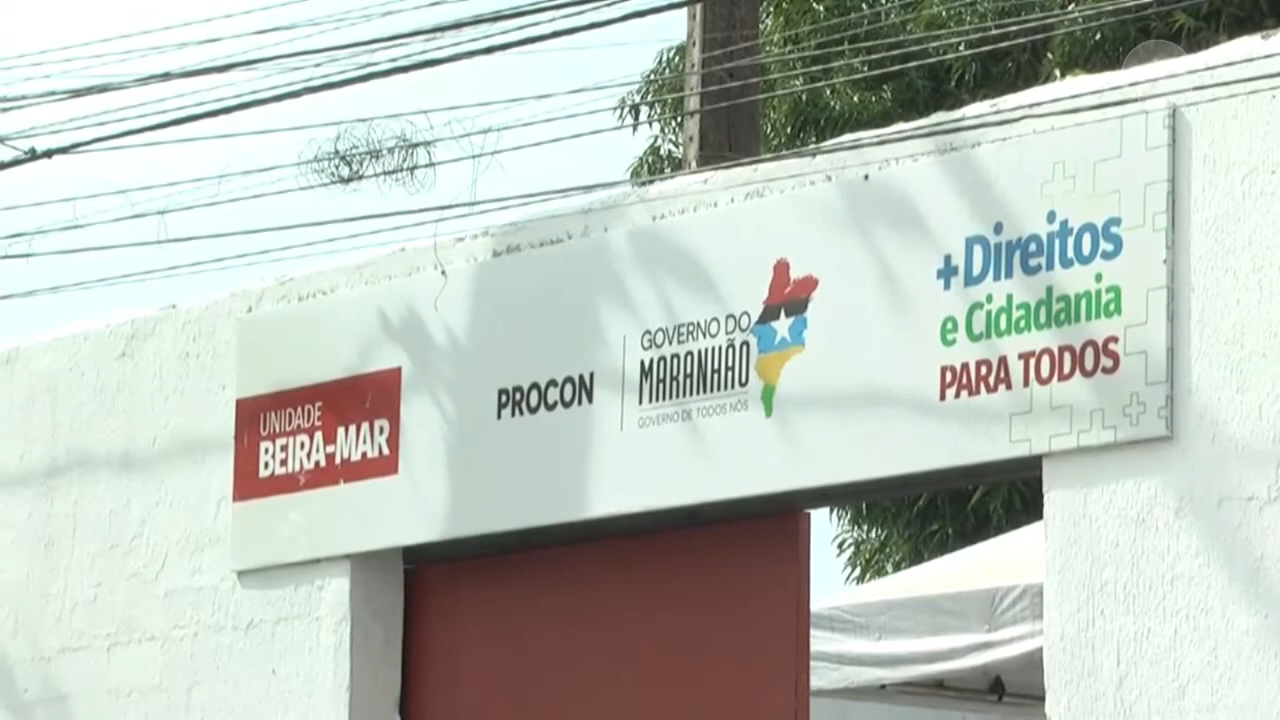 UNIDADE
BEIRA-MAR
PROCON
GOVERNO DO
MARANHÃO
GOVERNO DE TODOS NÓS
+Direitos
e Cidadania
PARA TODOS